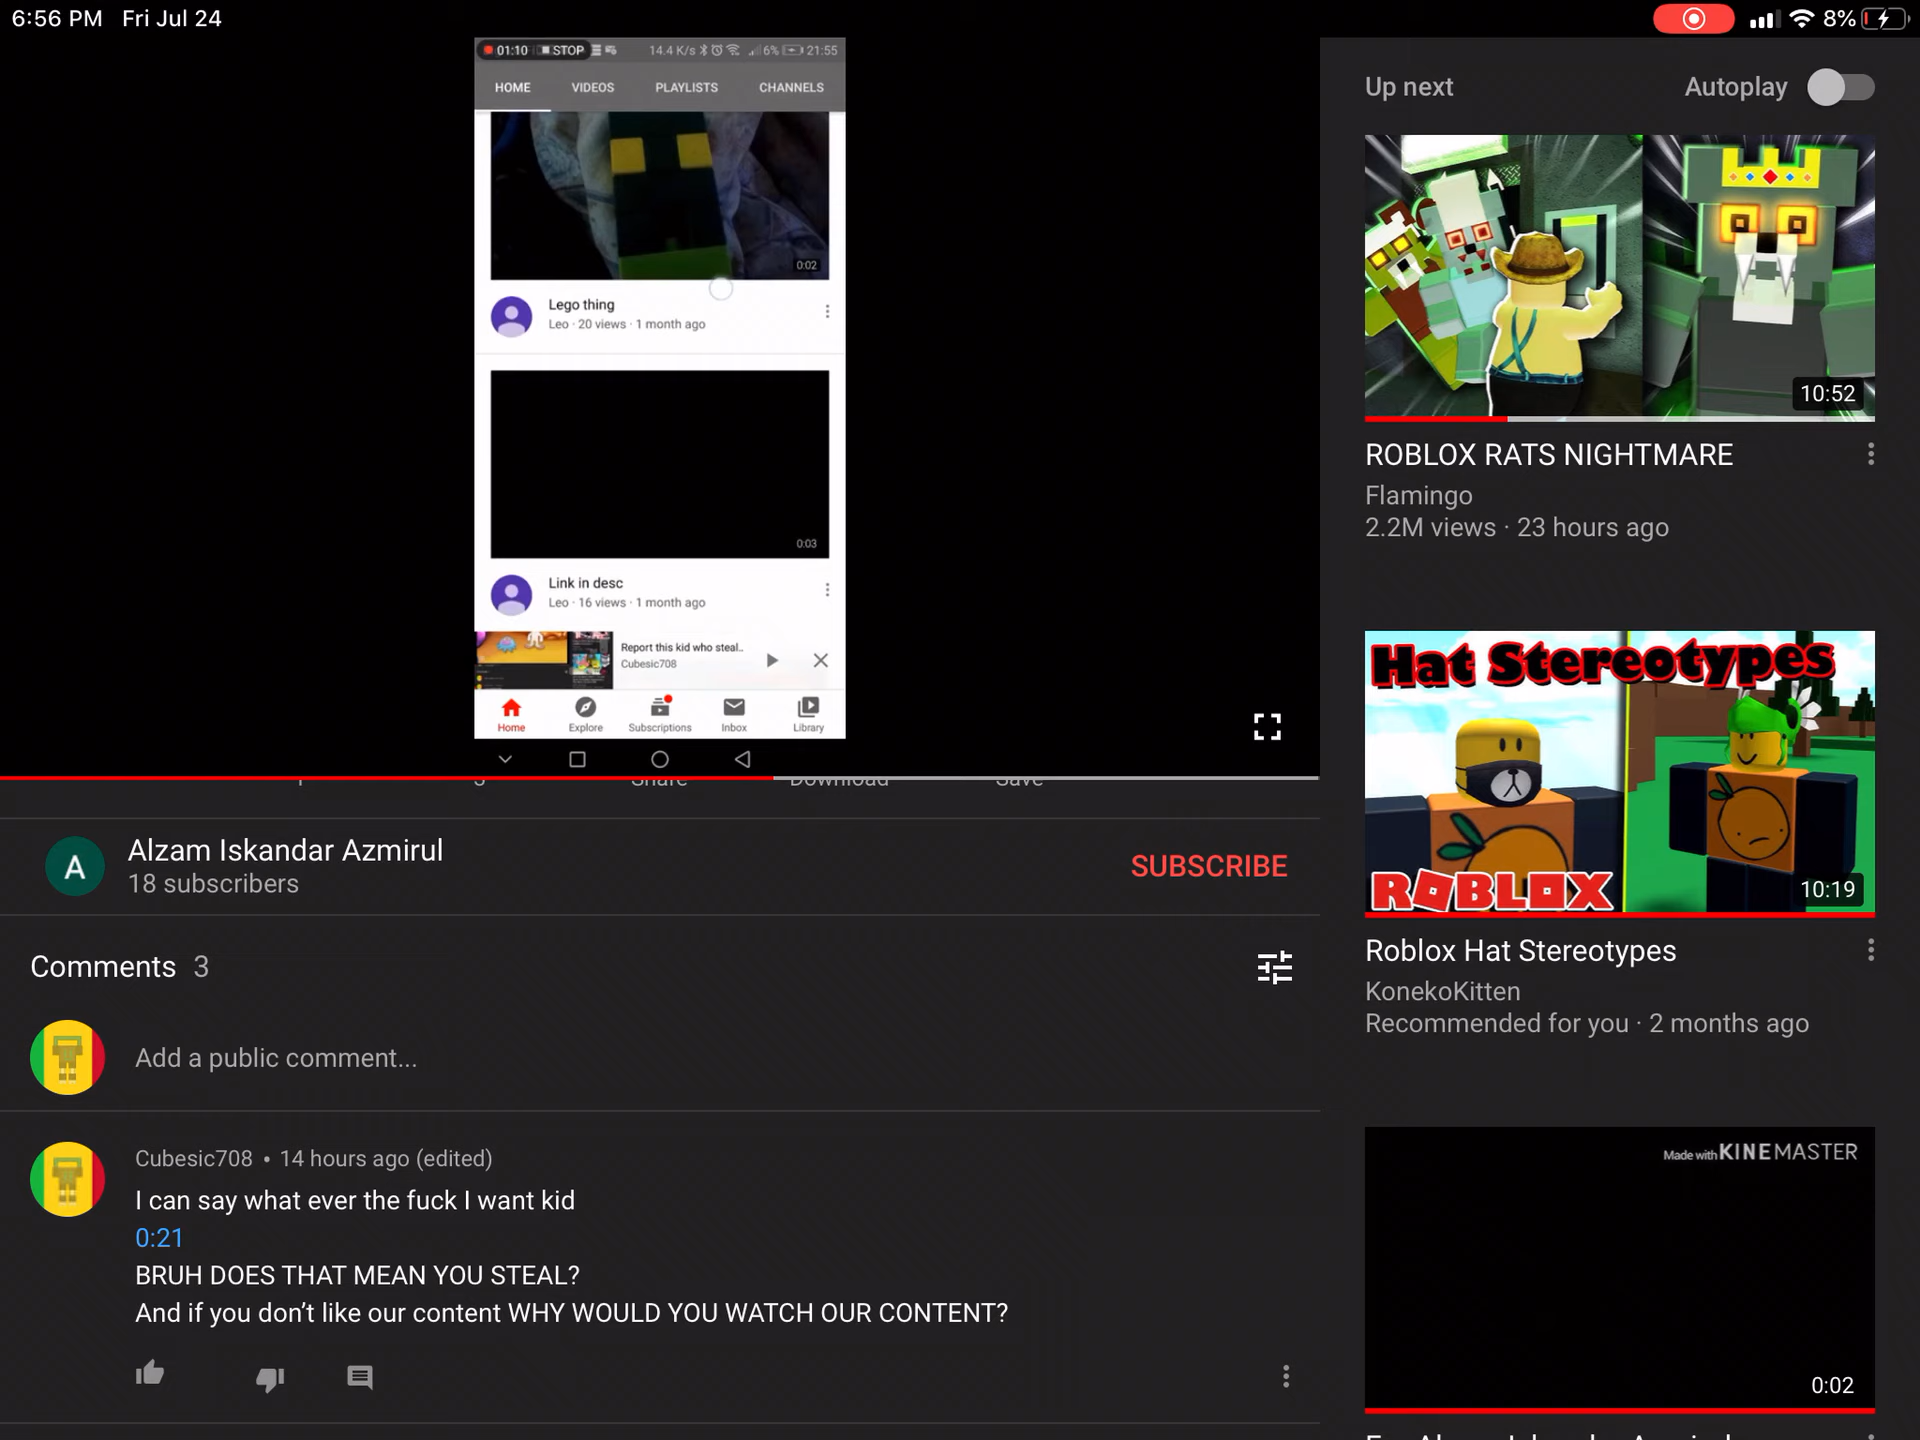 6:56 PM Fri Jul 24
8%
01:10 STOP 14.4 K/s 6% 21:55
HOME VIDEOS PLAYLISTS CHANNELS
0:02
Lego thing
Leo · 20 views · 1 month ago
0:03
Link in desc
Leo · 16 views · 1 month ago
Report this kid who steal..
Cubesic708
Home Explore Subscriptions Inbox Library
Share Download Save
Alzam Iskandar Azmirul
A
18 subscribers
SUBSCRIBE
Comments 3
Add a public comment...
Cubesic708 • 14 hours ago (edited)
I can say what ever the fuck I want kid
0:21
BRUH DOES THAT MEAN YOU STEAL?
And if you don’t like our content WHY WOULD YOU WATCH OUR CONTENT?
Up next Autoplay
10:52
ROBLOX RATS NIGHTMARE
Flamingo
2.2M views · 23 hours ago
Hat Stereotypes
ROBLOX
10:19
Roblox Hat Stereotypes
KonekoKitten
Recommended for you · 2 months ago
Made with KINEMASTER
0:02